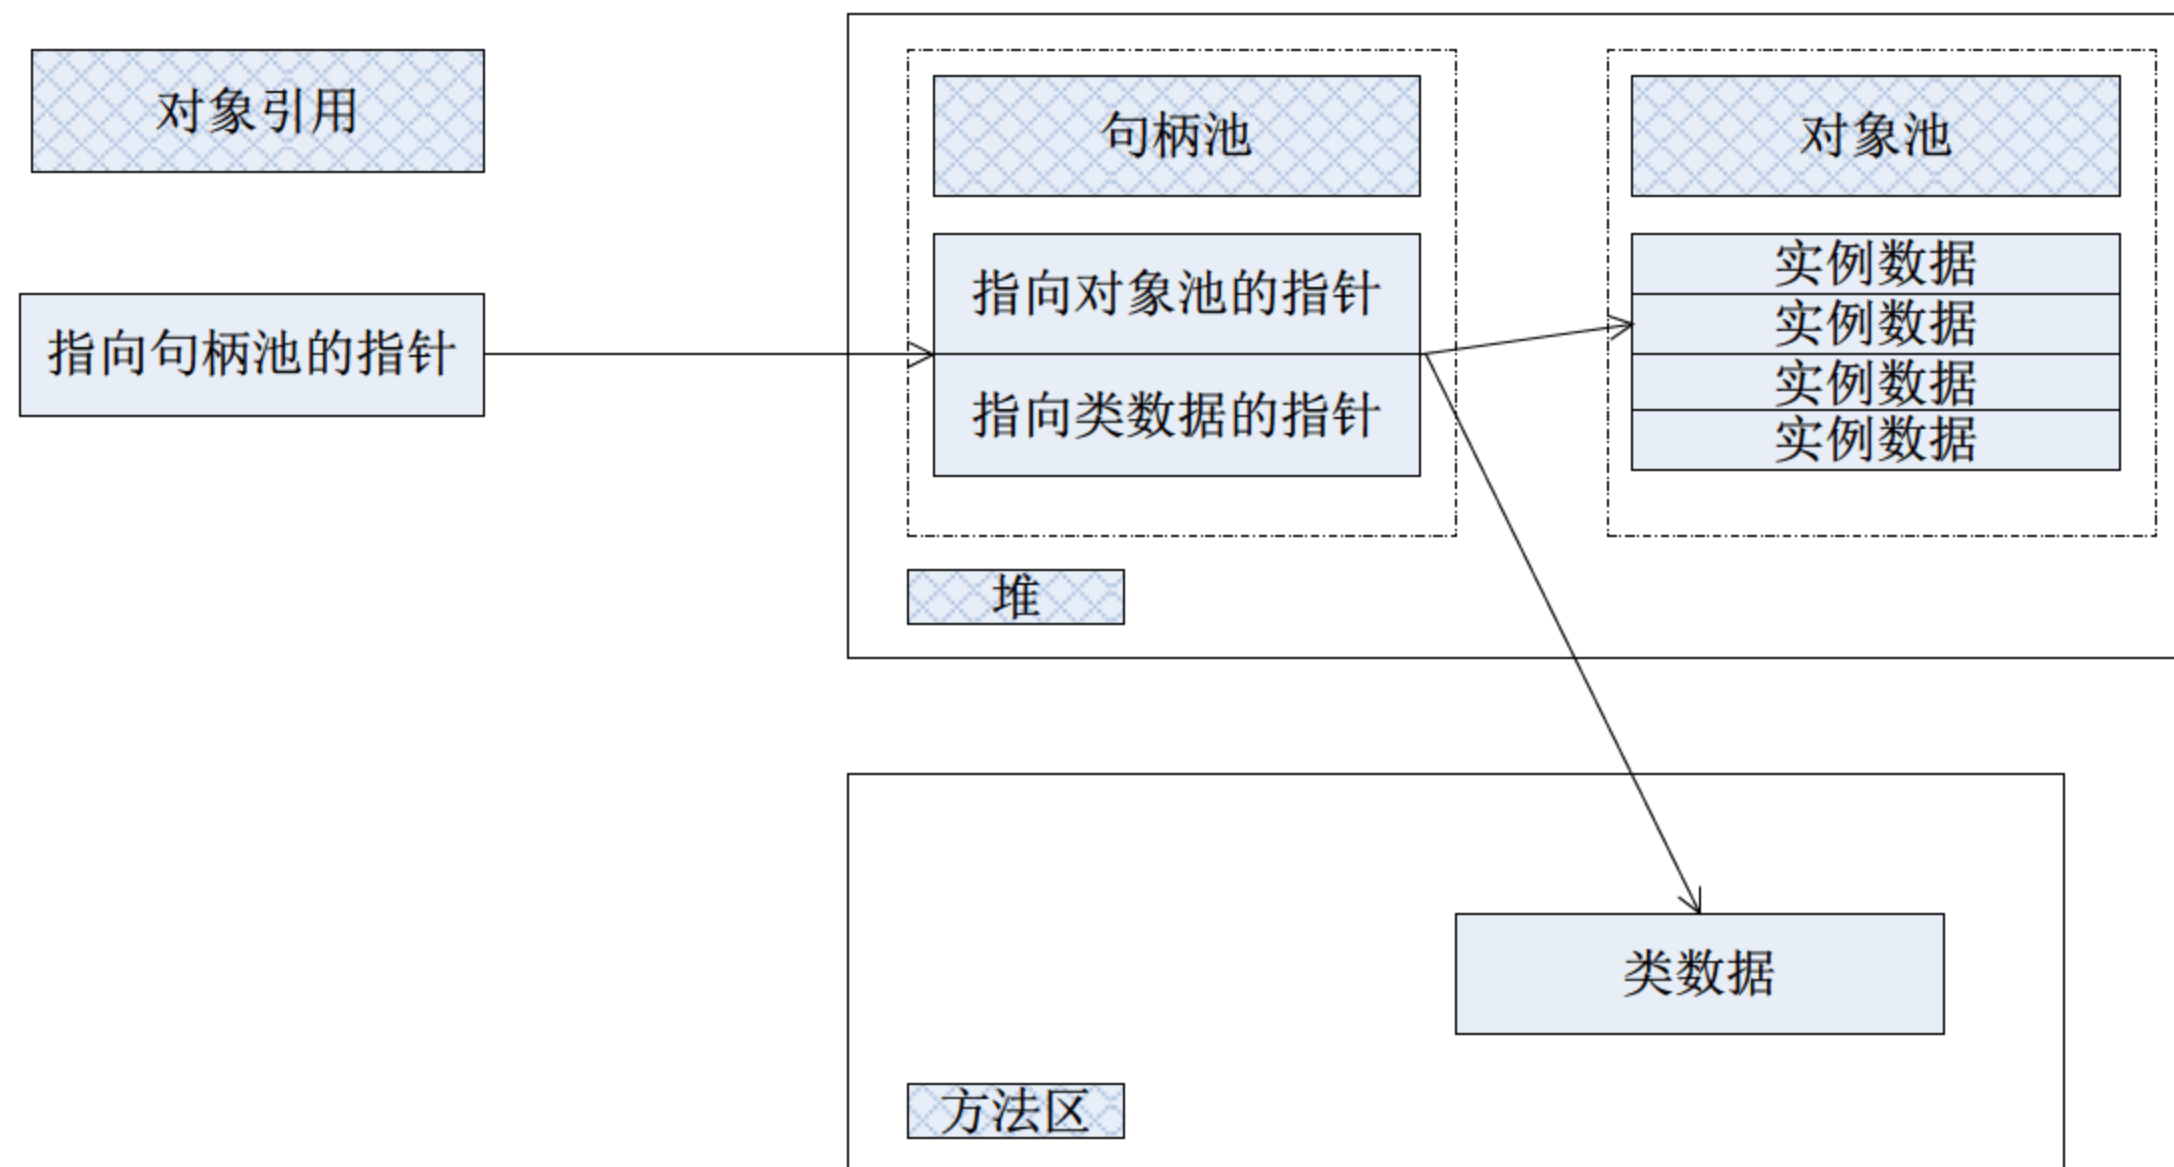 对象引用
句柄池
对象池
指向句柄池的指针
指向对象池的指针
指向类数据的指针
实例数据
实例数据
实例数据
实例数据
堆
类数据
方法区